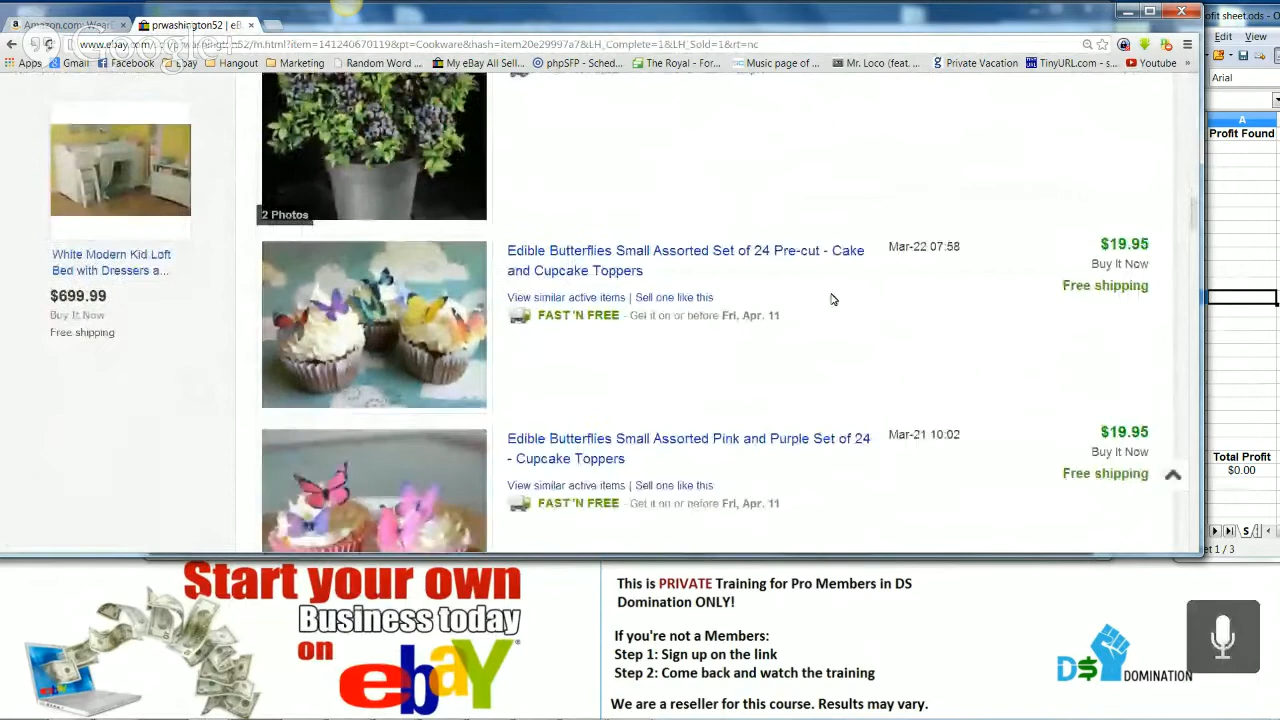 Amazon.com: WearE
prwashington52 | eB
Google+
Apps
Gmail
Facebook
Ebay
Hangout
Marketing
Random Word ...
My eBay All Sell...
phpSFP - Sched...
The Royal - For...
Music page of ...
Mr. Loco (feat. ...
Private Vacation
TinyURL.com - s...
Youtube
»
ofit sheet.ods - O
Edit View
Arial
A
Profit Found
2 Photos
White Modern Kid Loft
Bed with Dressers a...
$699.99
Buy It Now
Free shipping
Edible Butterflies Small Assorted Set of 24 Pre-cut - Cake
and Cupcake Toppers
Mar-22 07:58
$19.95
Buy It Now
Free shipping
View similar active items | Sell one like this
FAST 'N FREE - Get it on or before Fri, Apr. 11
Edible Butterflies Small Assorted Pink and Purple Set of 24
- Cupcake Toppers
Mar-21 10:02
$19.95
Buy It Now
Free shipping
View similar active items | Sell one like this
FAST 'N FREE - Get it on or before Fri, Apr. 11
Total Profit
$0.00
et 1 / 3
Start your own
Business today
on
ebay
This is PRIVATE Training for Pro Members in DS
Domination ONLY!
If you're not a Members:
Step 1: Sign up on the link
Step 2: Come back and watch the training
We are a reseller for this course. Results may vary.
DS DOMINATION